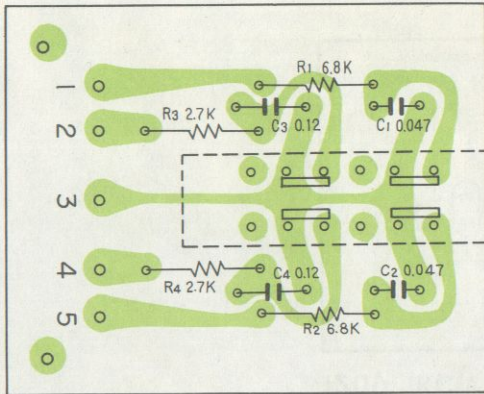 R1 6.8K
1
R3 2.7K
C3 0.12
C1 0.047
2
3
4
R4 2.7K
C4 0.12
C2 0.047
5
R2 6.8K